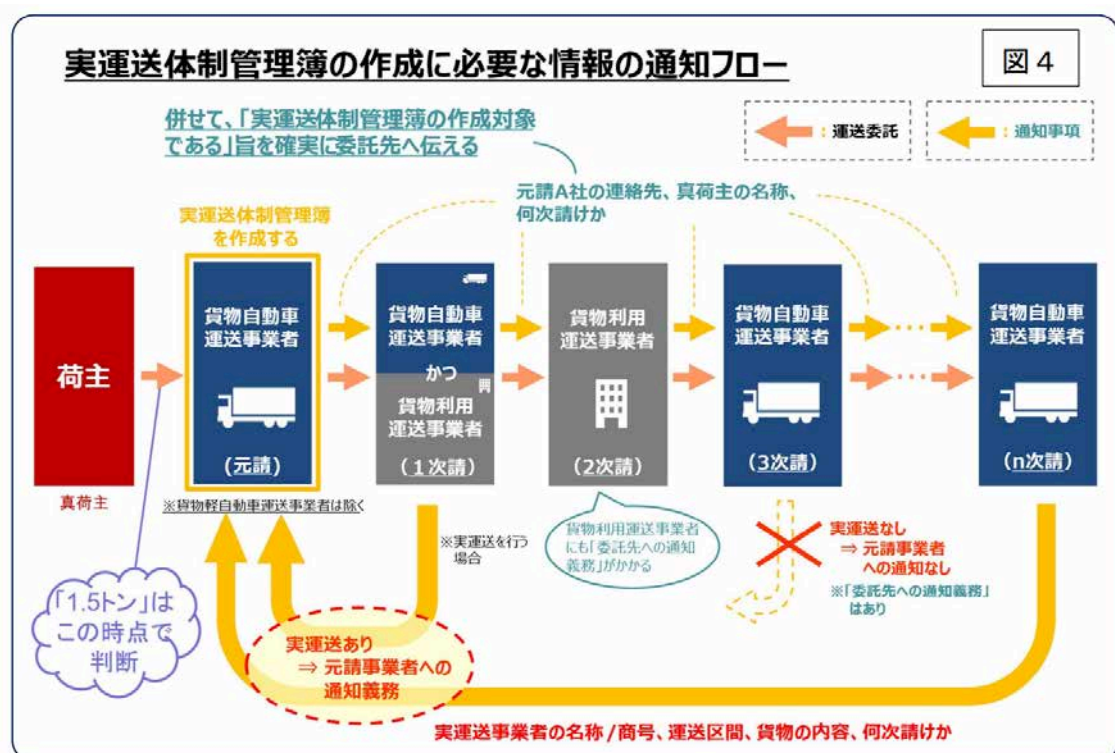 実運送体制管理簿の作成に必要な情報の通知フロー
図4
併せて、「実運送体制管理簿の作成対象
である」旨を確実に委託先へ伝える
：運送委託
：通知事項
元請A社の連絡先、真荷主の名称、
何次請けか
実運送体制管理簿
を作成する
荷主
真荷主
貨物自動車
運送事業者
(元請)
※貨物軽自動車運送事業者は除く
貨物自動車
運送事業者
かつ
貨物利用
運送事業者
(1次請)
貨物利用
運送事業者
(2次請)
貨物自動車
運送事業者
(3次請)
貨物自動車
運送事業者
(n次請)
※実運送を行う
場合
貨物利用運送事業者
にも「委託先への通知
義務」がかかる
実運送なし
⇒ 元請事業者
への通知なし
※「委託先への通知義務」
はあり
「1.5トン」は
この時点で
判断
実運送あり
⇒ 元請事業者への
通知義務
実運送事業者の名称/商号、運送区間、貨物の内容、何次請けか